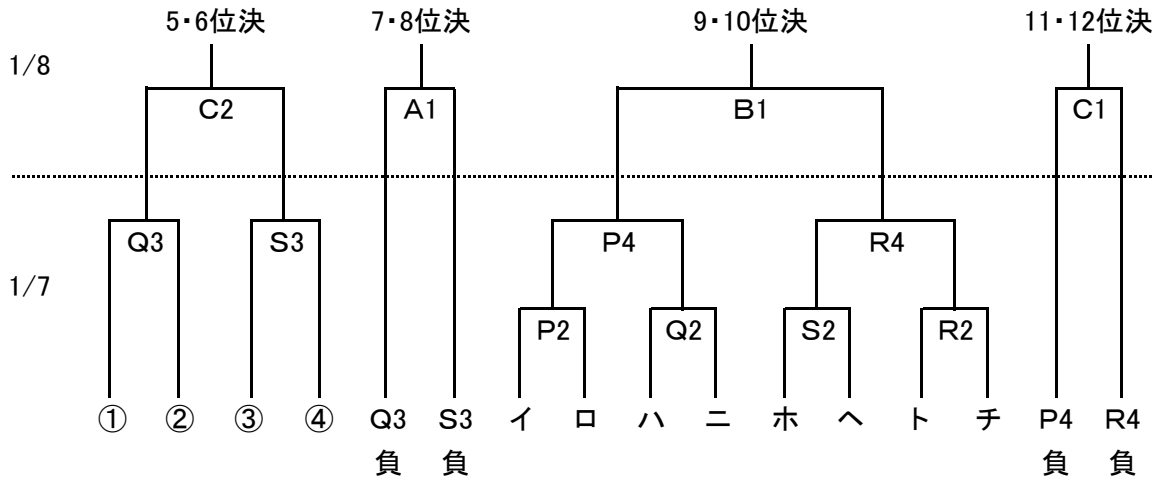 5・6位決 7・8位決 9・10位決 11・12位決
1/8
C2 A1 B1 C1
Q3 S3 P4 R4
1/7
P2 Q2 S2 R2
① ② ③ ④ Q3 S3 イ ロ ハ ニ ホ ヘ ト チ P4 R4
負 負 負 負